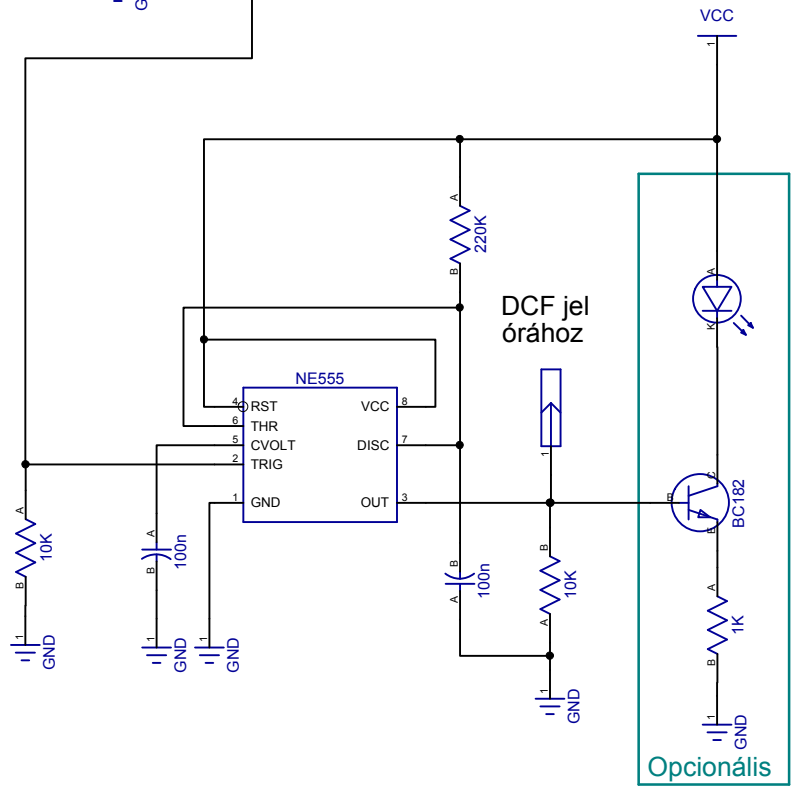 G
VCC
1
A
220K
B
DCF jel
órához
A
K
NE555
4 RST VCC 8
6 THR
5 CVOLT DISC 7
2 TRIG
1 GND OUT 3
1
B
C
E
BC182
A
10K
B
A
100n
B
B
100n
A
B
10K
A
A
1K
B
1
GND
1
GND
1
GND
1
GND
1
GND
Opcionális